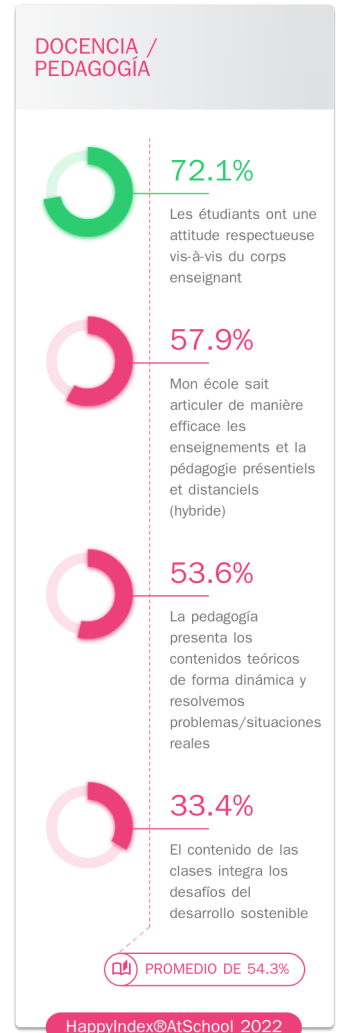 DOCENCIA /
PEDAGOGÍA
72.1%
Les étudiants ont une
attitude respectueuse
vis-à-vis du corps
enseignant
57.9%
Mon école sait
articuler de manière
efficace les
enseignements et la
pédagogie présentiels
et distanciels
(hybride)
53.6%
La pedagogía
presenta los
contenidos teóricos
de forma dinámica y
resolvemos
problemas/situaciones
reales
33.4%
El contenido de las
clases integra los
desafíos del
desarrollo sostenible
PROMEDIO DE 54.3%
HappyIndex®AtSchool 2022